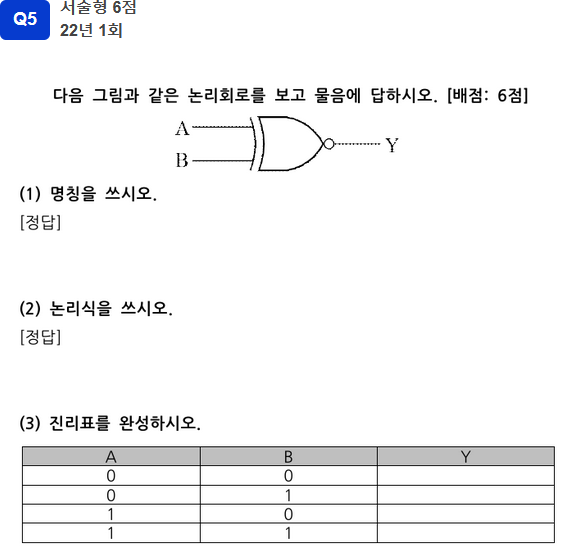 Q5
서술형 6점
22년 1회
다음 그림과 같은 논리회로를 보고 물음에 답하시오. [배점: 6점]
A
B
Y
(1) 명칭을 쓰시오.
[정답]
(2) 논리식을 쓰시오.
[정답]
(3) 진리표를 완성하시오.
A B Y
0 0
0 1
1 0
1 1